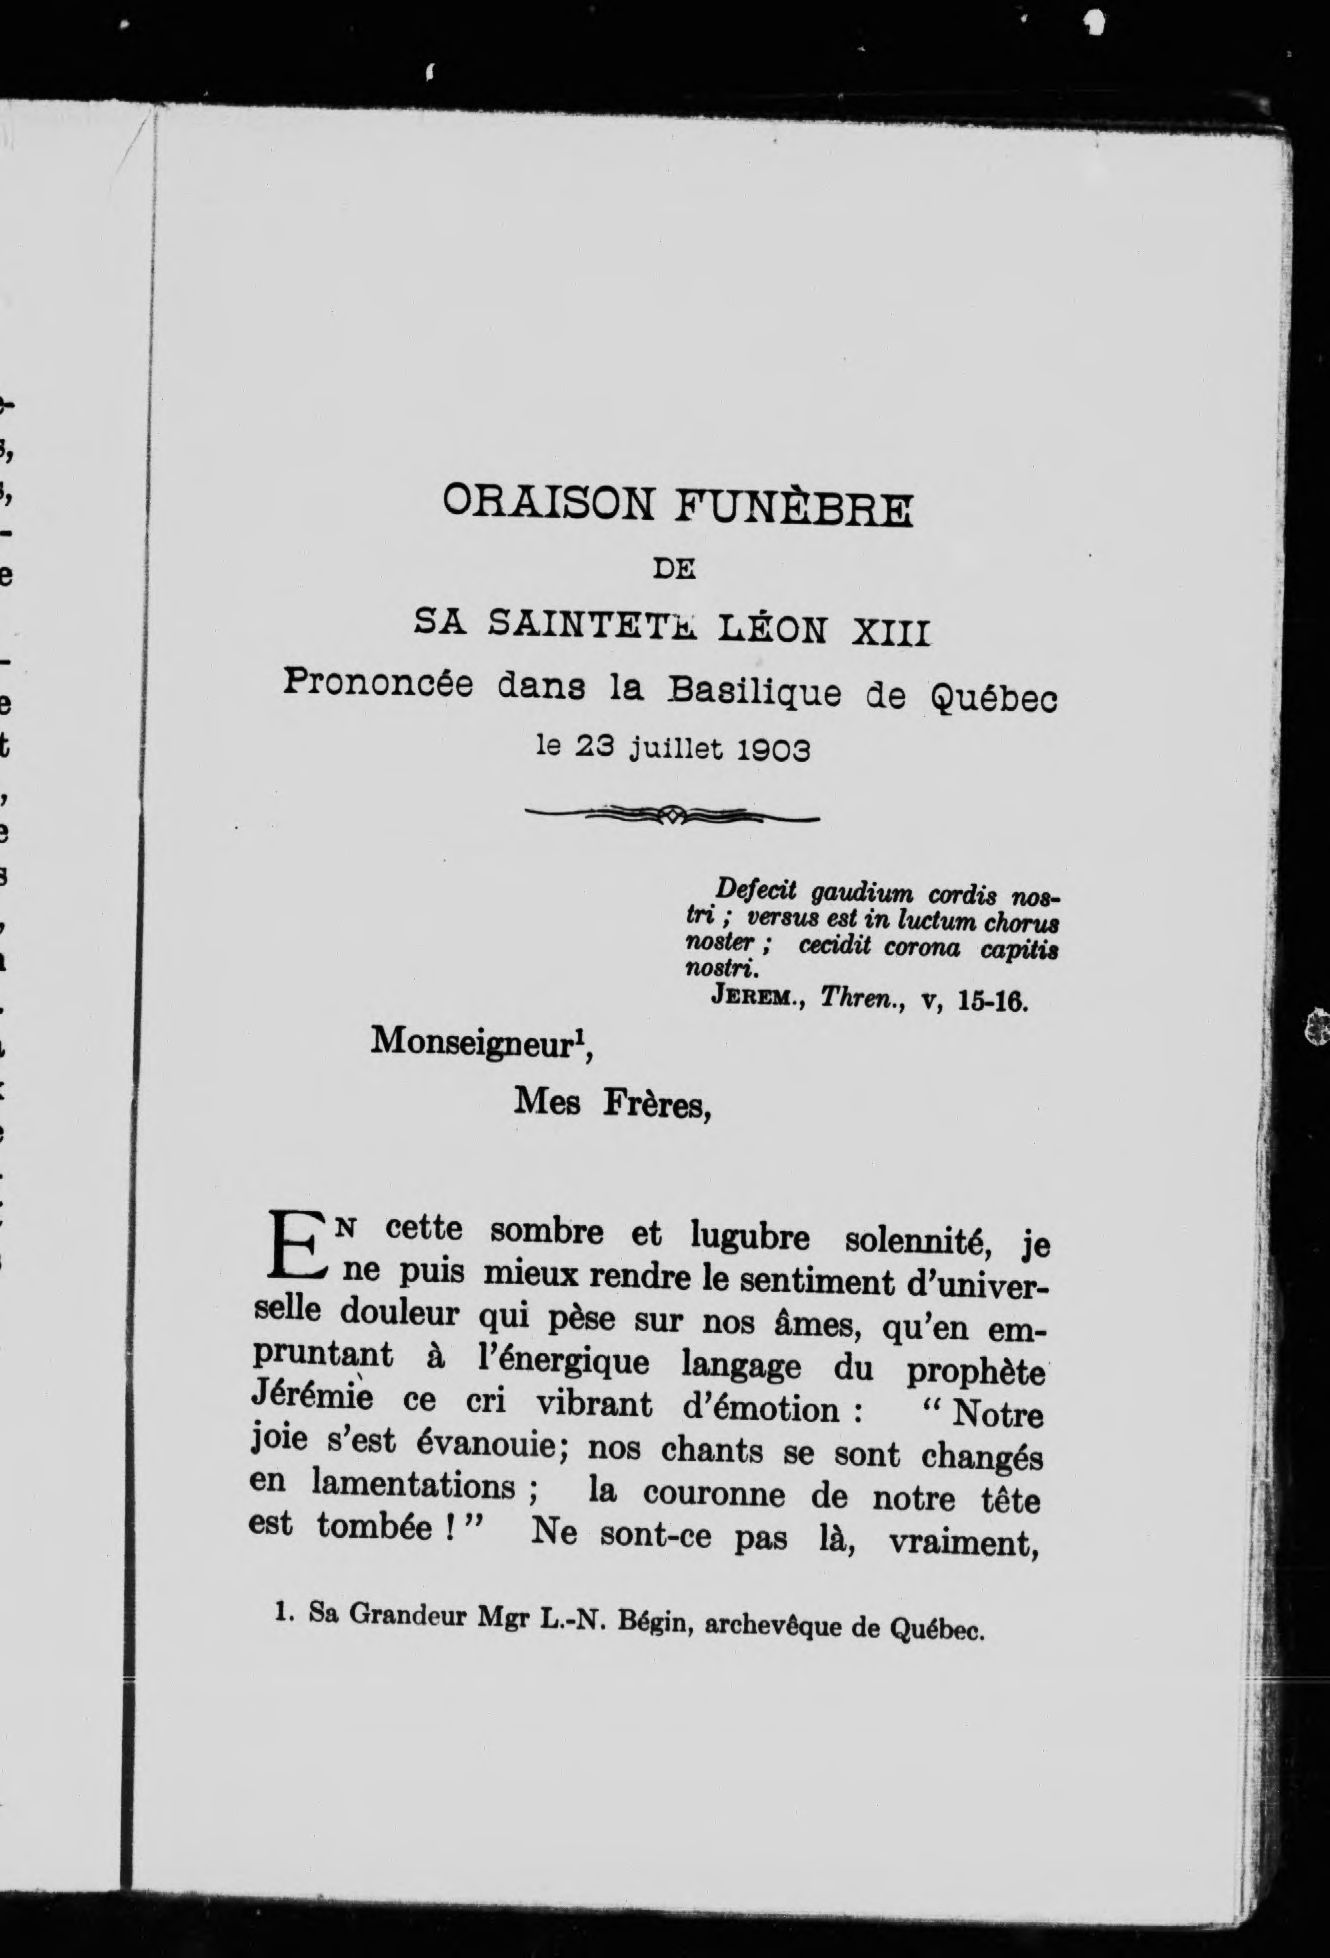 ORAISON FUNÈBRE
DE
SA SAINTETE LÉON XIII
Prononcée dans la Basilique de Québec
le 23 juillet 1903
Defecit gaudium cordis nos-
tri ; versus est in luctum chorus
noster ; cecidit corona capitis
nostri.
JEREM., Thren., V, 15-16.
Monseigneur¹,
Mes Frères,
EN cette sombre et lugubre solennité, je
ne puis mieux rendre le sentiment d'univer-
selle douleur qui pèse sur nos âmes, qu'en em-
pruntant à l'énergique langage du prophète
Jérémie ce cri vibrant d'émotion : “ Notre
joie s'est évanouie; nos chants se sont changés
en lamentations ; la couronne de notre tête
est tombée ! ” Ne sont-ce pas là, vraiment,
1. Sa Grandeur Mgr L.-N. Bégin, archevêque de Québec.